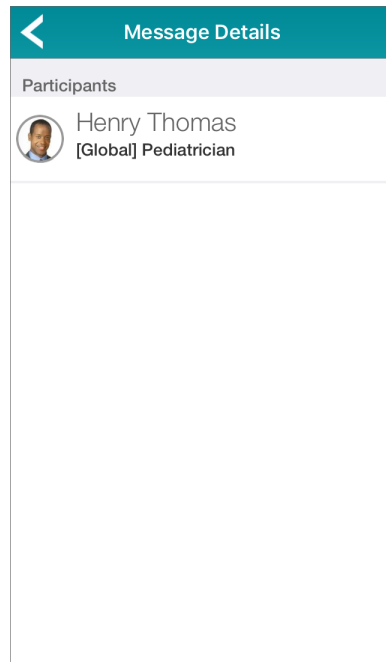 Message Details
Participants
Henry Thomas
[Global] Pediatrician